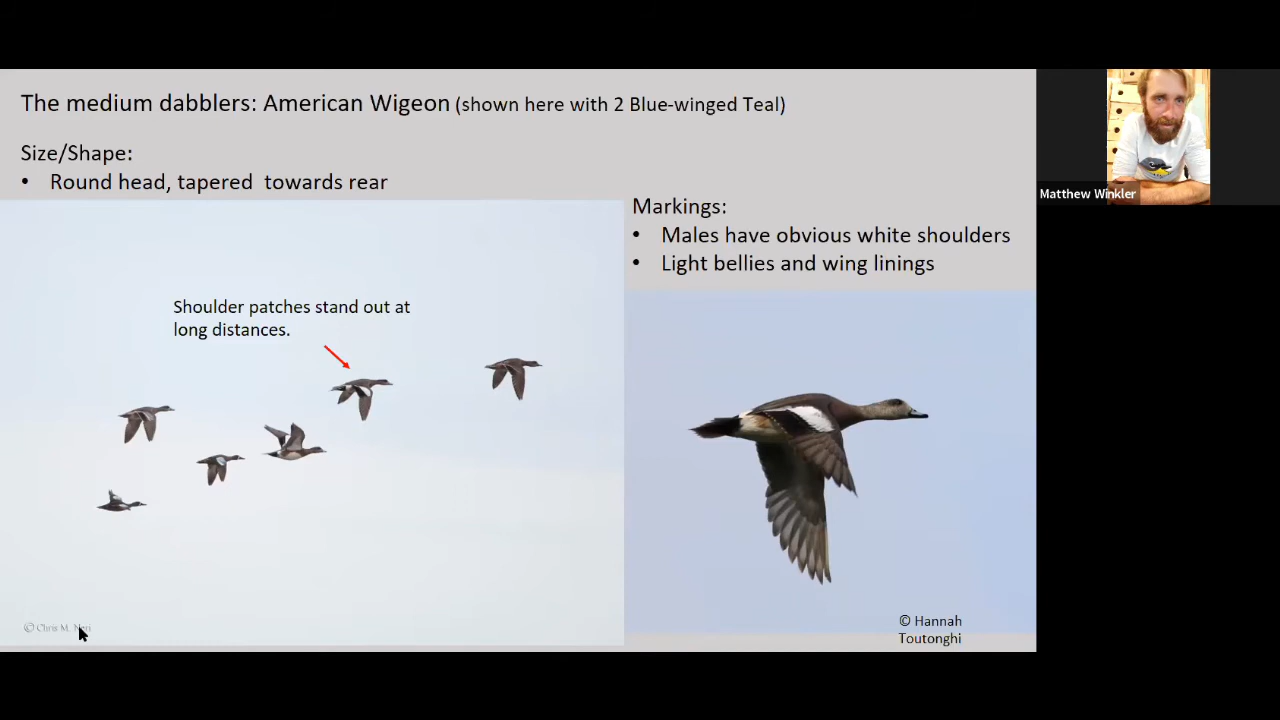 The medium dabblers: American Wigeon (shown here with 2 Blue-winged Teal)
Size/Shape:
• Round head, tapered  towards rear
Markings:
• Males have obvious white shoulders
• Light bellies and wing linings
Shoulder patches stand out at
long distances.
© Chris M. Neri
© Hannah
Toutonghi
Matthew Winkler